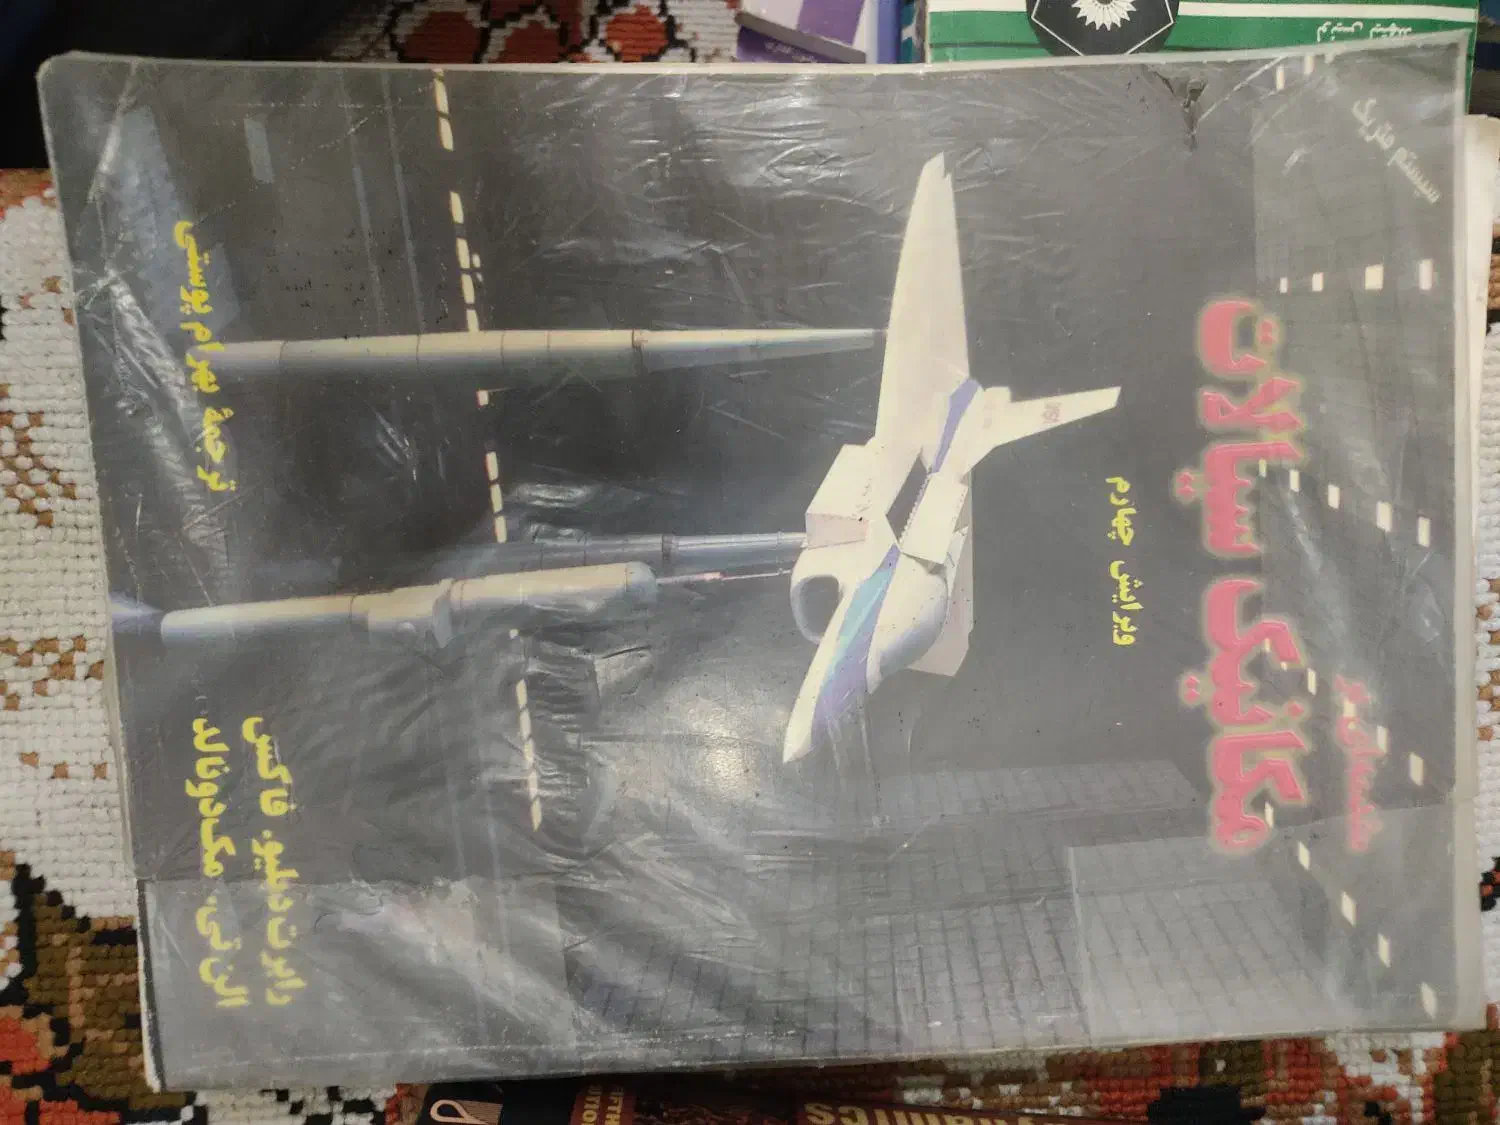 سیستم متریک
مقدمه‌ای بر
مکانیک سیالات
ویرایش چهارم
رابرت دبلیو. فاکس
الن تی. مک‌دونالد
ترجمهٔ بهرام پوستی